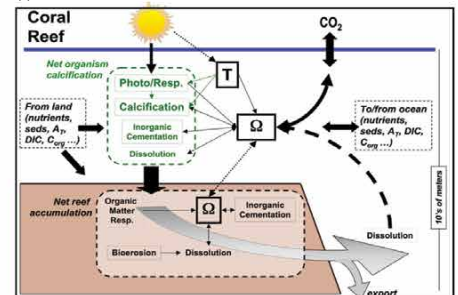 Coral
Reef
CO2
Net organism
calcification
T
Photo/Resp.
Calcification
Inorganic
Cementation
Dissolution
Ω
From land
(nutrients,
seds, AT,
DIC, Corg ...)
To/from ocean
(nutrients,
seds, AT, DIC,
Corg ...)
Net reef
accumulation
Organic
Matter
Resp.
Ω
Inorganic
Cementation
Bioerosion
Dissolution
Dissolution
export
10's of meters